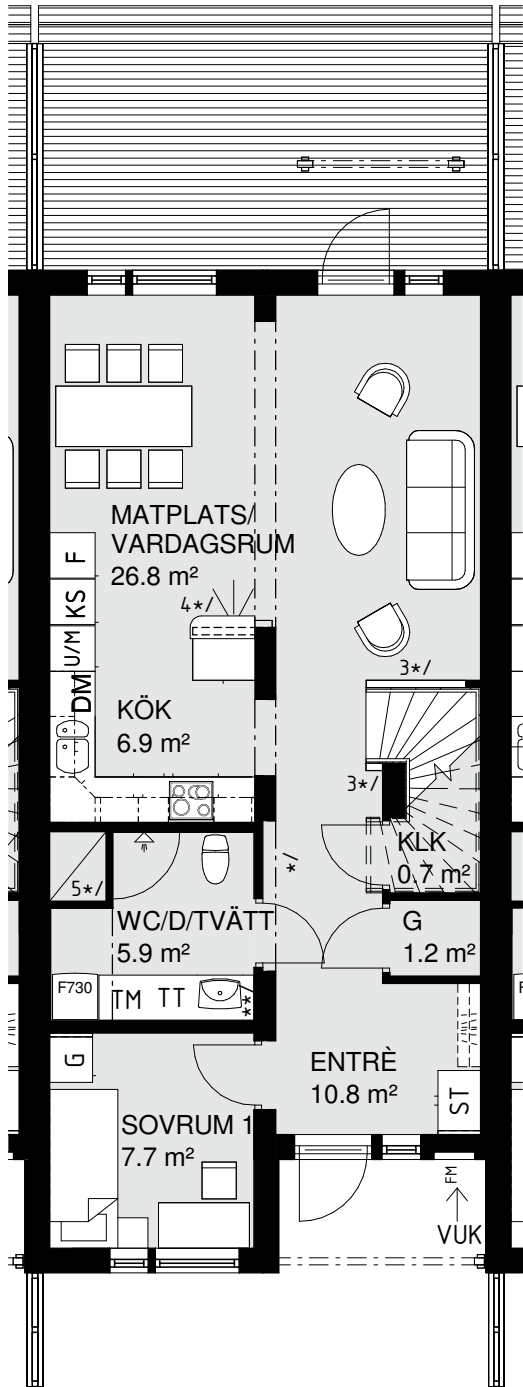 MATPLATS/
VARDAGSRUM
26.8 m²
F
KS
U/M
DM
4*/
3*/
KÖK
6.9 m²
3*/
KLK
0.7 m²
*/
5*/
WC/D/TVÄTT
5.9 m²
G
1.2 m²
F730
TM TT
**/
G
ENTRÈ
10.8 m²
ST
SOVRUM 1
7.7 m²
FM
VUK
F